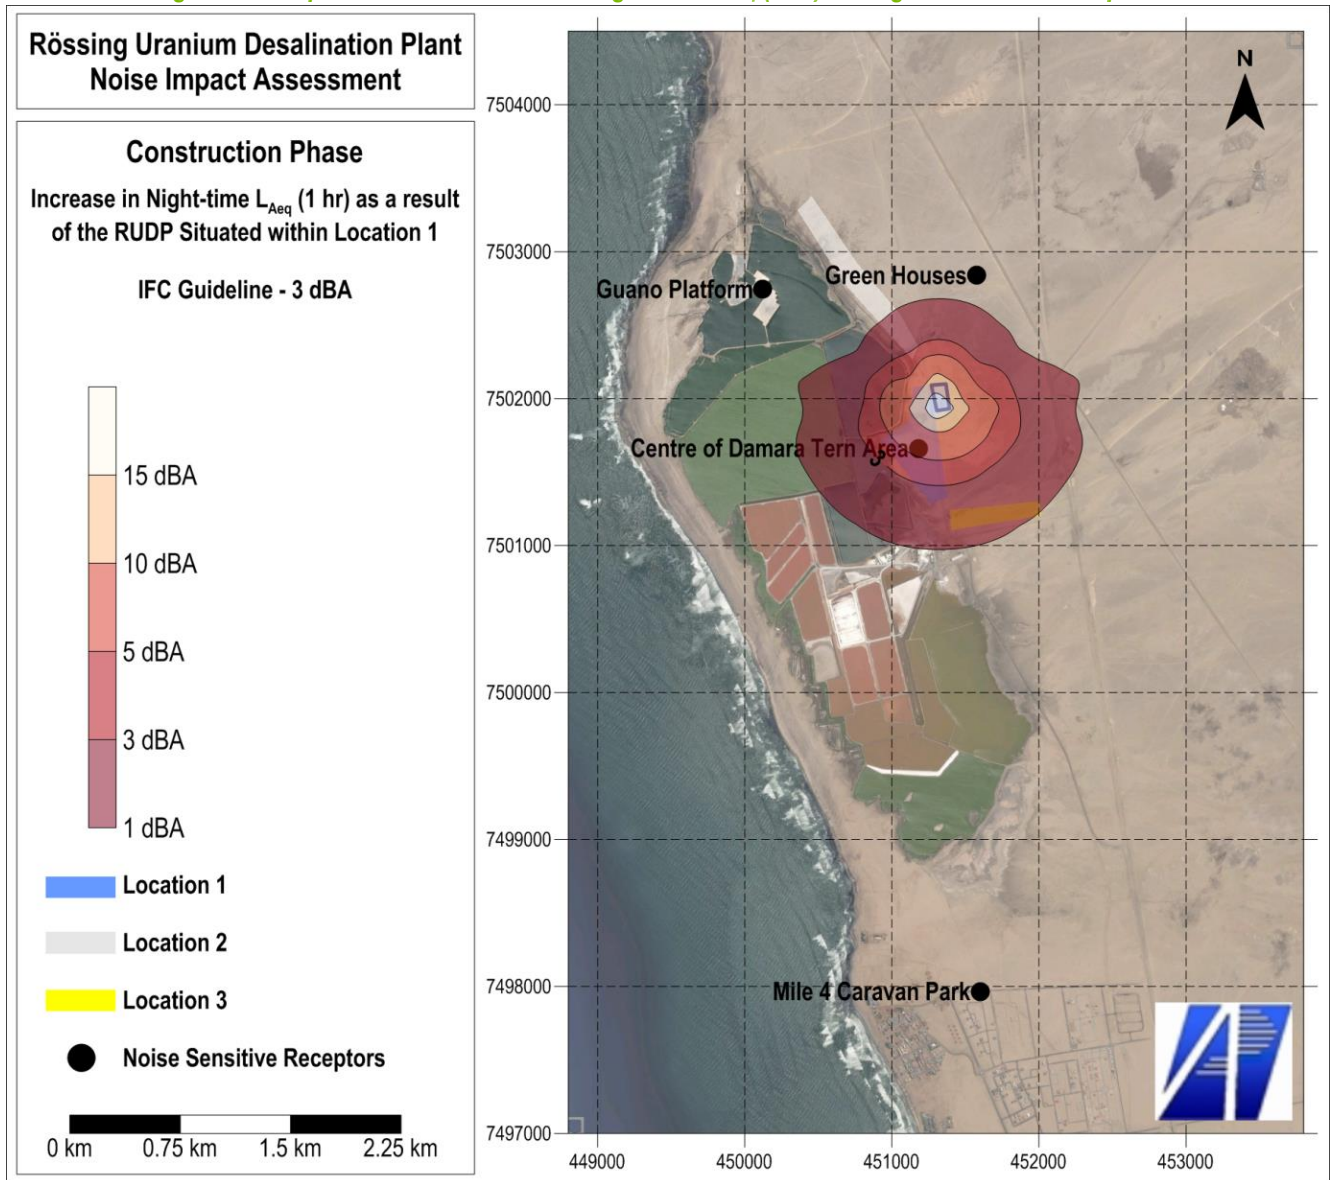 Rössing Uranium Desalination Plant
Noise Impact Assessment
Construction Phase
Increase in Night-time LAeq (1 hr) as a result
of the RUDP Situated within Location 1
IFC Guideline - 3 dBA
15 dBA
10 dBA
5 dBA
3 dBA
1 dBA
Location 1
Location 2
Location 3
Noise Sensitive Receptors
0 km 0.75 km 1.5 km 2.25 km
N
7504000
7503000
7502000
7501000
7500000
7499000
7498000
7497000
Green Houses
Guano Platform
Centre of Damara Tern Area
3
Mile 4 Caravan Park
449000 450000 451000 452000 453000